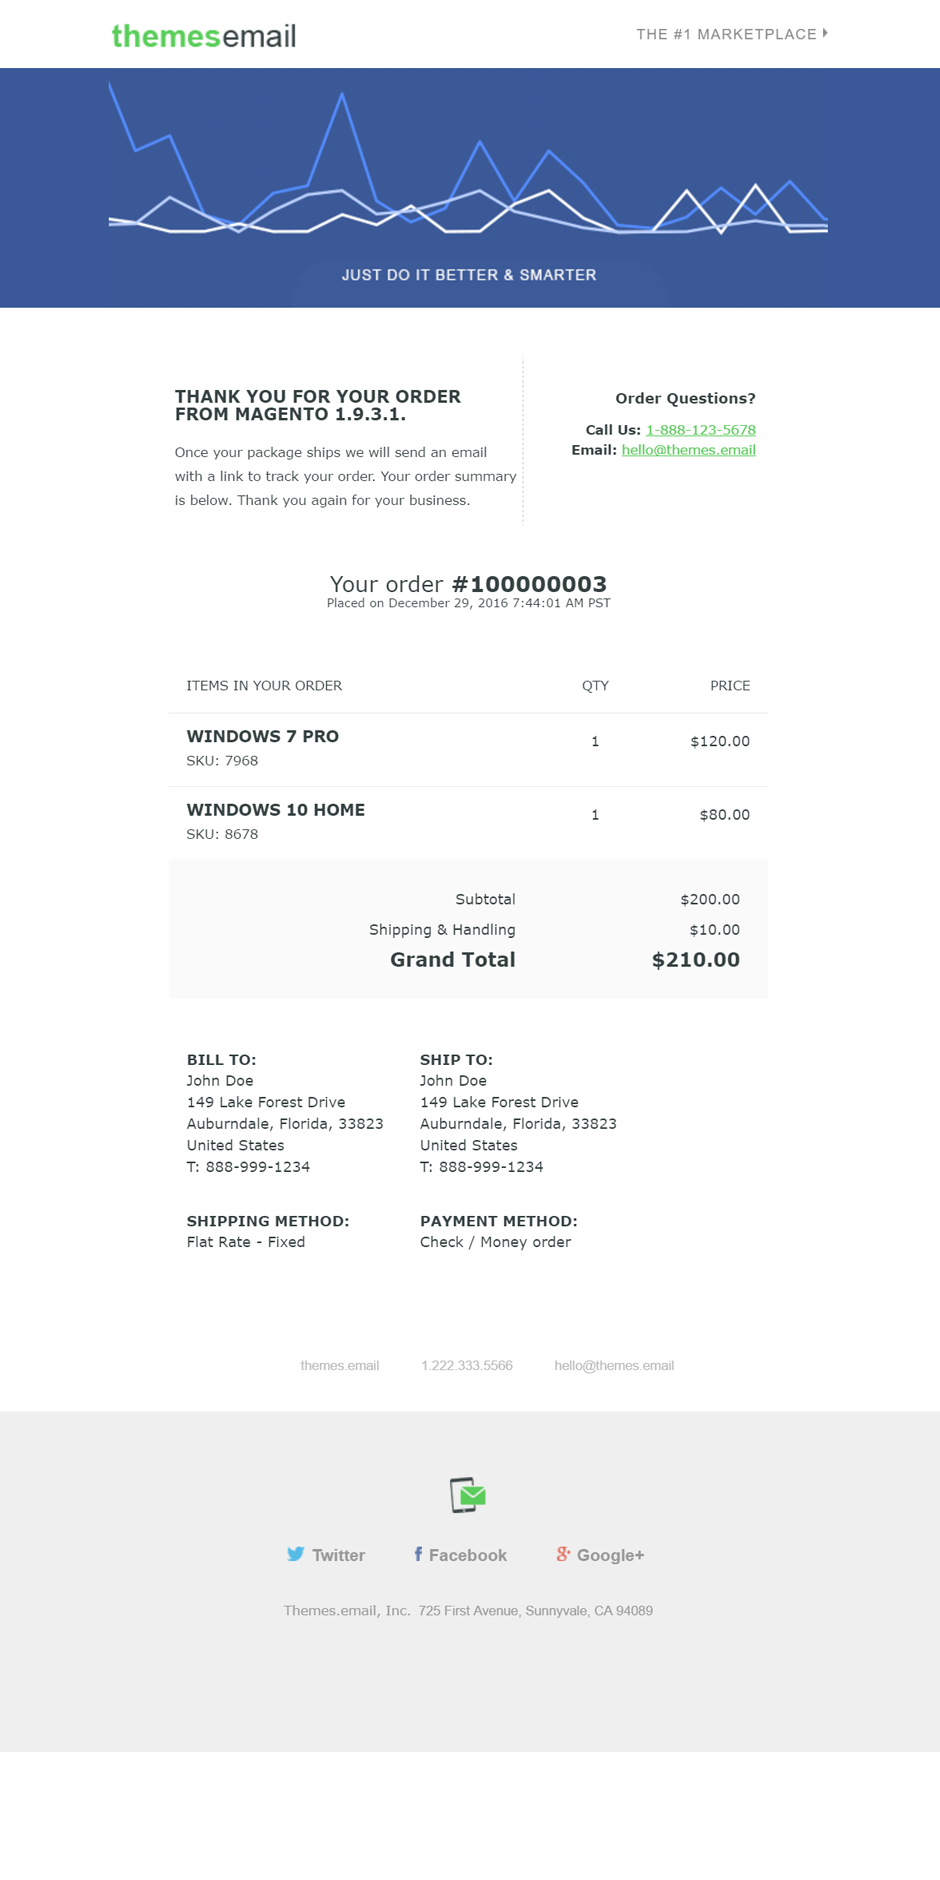 themesemail
THE #1 MARKETPLACE
JUST DO IT BETTER & SMARTER
THANK YOU FOR YOUR ORDER
FROM MAGENTO 1.9.3.1.
Once your package ships we will send an email
with a link to track your order. Your order summary
is below. Thank you again for your business.
Order Questions?
Call Us: 1-888-123-5678
Email: hello@themes.email
Your order #100000003
Placed on December 29, 2016 7:44:01 AM PST
ITEMS IN YOUR ORDER QTY PRICE
WINDOWS 7 PRO 1 $120.00
SKU: 7968
WINDOWS 10 HOME 1 $80.00
SKU: 8678
Subtotal $200.00
Shipping & Handling $10.00
Grand Total $210.00
BILL TO:
John Doe
149 Lake Forest Drive
Auburndale, Florida, 33823
United States
T: 888-999-1234
SHIP TO:
John Doe
149 Lake Forest Drive
Auburndale, Florida, 33823
United States
T: 888-999-1234
SHIPPING METHOD:
Flat Rate - Fixed
PAYMENT METHOD:
Check / Money order
themes.email 1.222.333.5566 hello@themes.email
Twitter Facebook Google+
Themes.email, Inc. 725 First Avenue, Sunnyvale, CA 94089